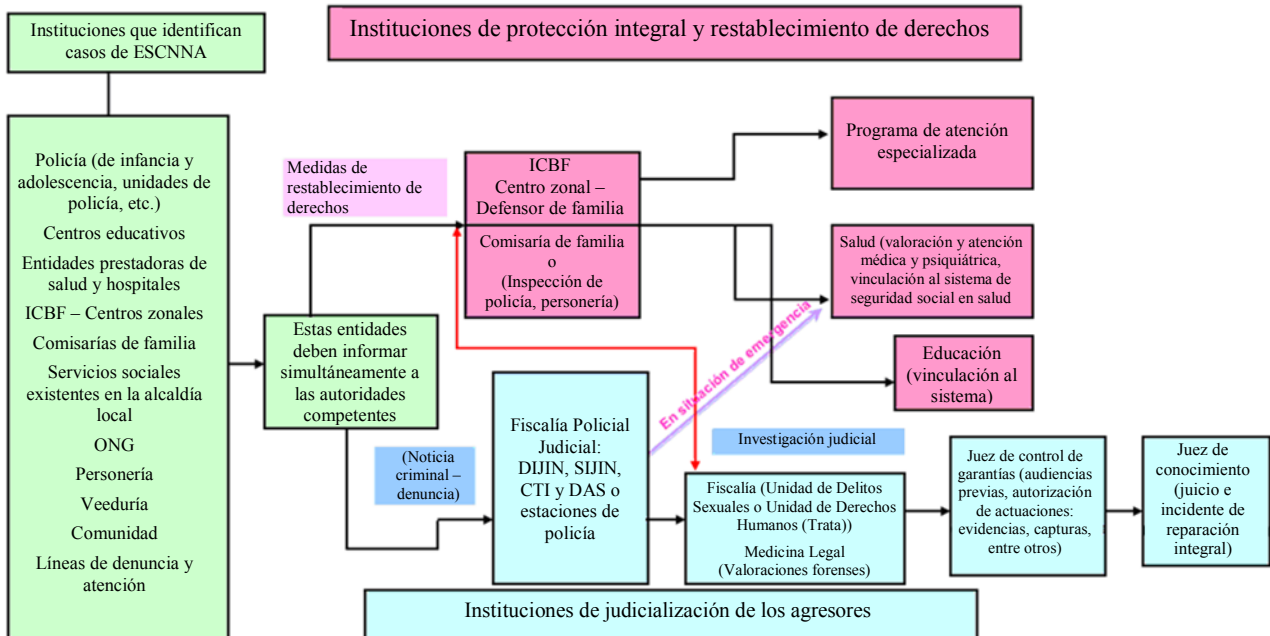 Instituciones que identifican
casos de ESCNNA
Instituciones de protección integral y restablecimiento de derechos
Policía (de infancia y
adolescencia, unidades de
policía, etc.)
Centros educativos
Entidades prestadoras de
salud y hospitales
ICBF – Centros zonales
Comisarías de familia
Servicios sociales
existentes en la alcaldía
local
ONG
Personería
Veeduría
Comunidad
Líneas de denuncia y
atención
Estas entidades
deben informar
simultáneamente a
las autoridades
competentes
Medidas de
restablecimiento de
derechos
ICBF
Centro zonal –
Defensor de familia
Comisaría de familia
o
(Inspección de
policía, personería)
Programa de atención
especializada
Salud (valoración y atención
médica y psiquiátrica,
vinculación al sistema de
seguridad social en salud
Educación
(vinculación al
sistema)
En situación de emergencia
(Noticia
criminal –
denuncia)
Fiscalía Policial
Judicial:
DIJIN, SIJIN,
CTI y DAS o
estaciones de
policía
Investigación judicial
Fiscalía (Unidad de Delitos
Sexuales o Unidad de Derechos
Humanos (Trata))
Medicina Legal
(Valoraciones forenses)
Juez de control de
garantías (audiencias
previas, autorización
de actuaciones:
evidencias, capturas,
entre otros)
Juez de
conocimiento
(juicio e
incidente de
reparación
integral)
Instituciones de judicialización de los agresores